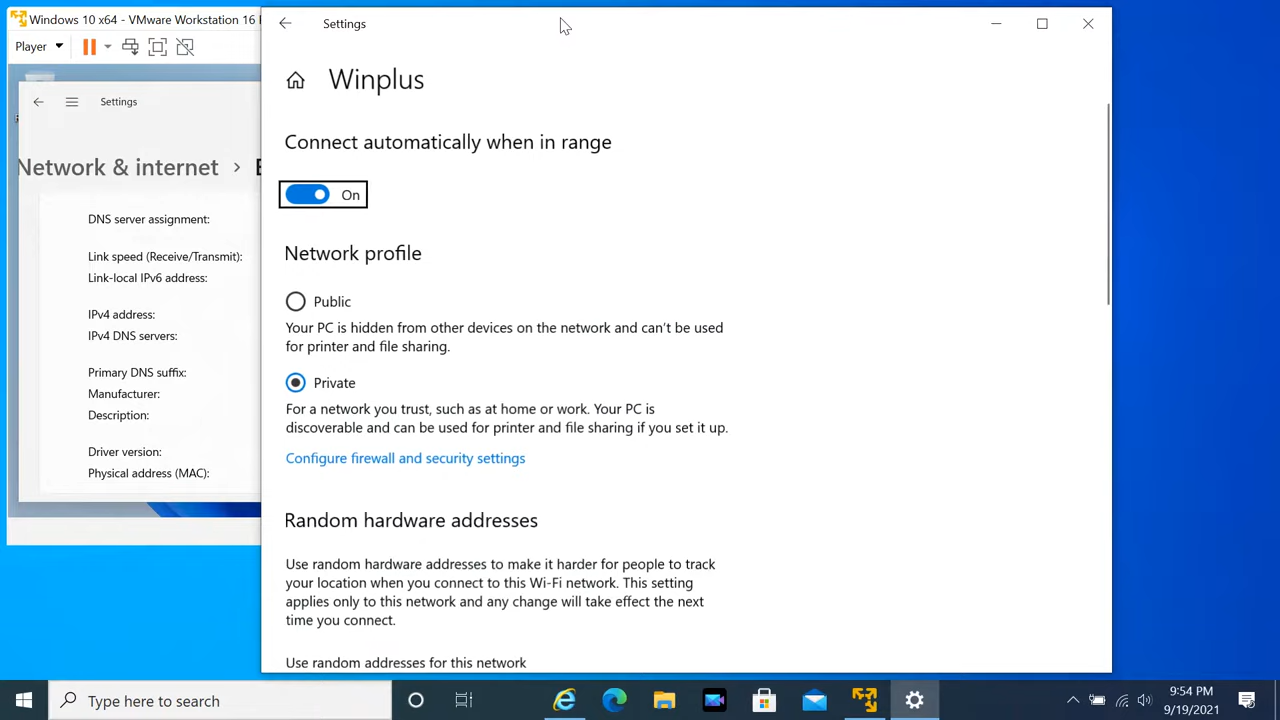 Windows 10 x64 - VMware Workstation 16
Player
Settings
Network & internet >
DNS server assignment:
Link speed (Receive/Transmit):
Link-local IPv6 address:
IPv4 address:
IPv4 DNS servers:
Primary DNS suffix:
Manufacturer:
Description:
Driver version:
Physical address (MAC):
Settings
Winplus
Connect automatically when in range
On
Network profile
Public
Your PC is hidden from other devices on the network and can't be used
for printer and file sharing.
Private
For a network you trust, such as at home or work. Your PC is
discoverable and can be used for printer and file sharing if you set it up.
Configure firewall and security settings
Random hardware addresses
Use random hardware addresses to make it harder for people to track
your location when you connect to this Wi-Fi network. This setting
applies only to this network and any change will take effect the next
time you connect.
Use random addresses for this network
Type here to search
9:54 PM
9/19/2021